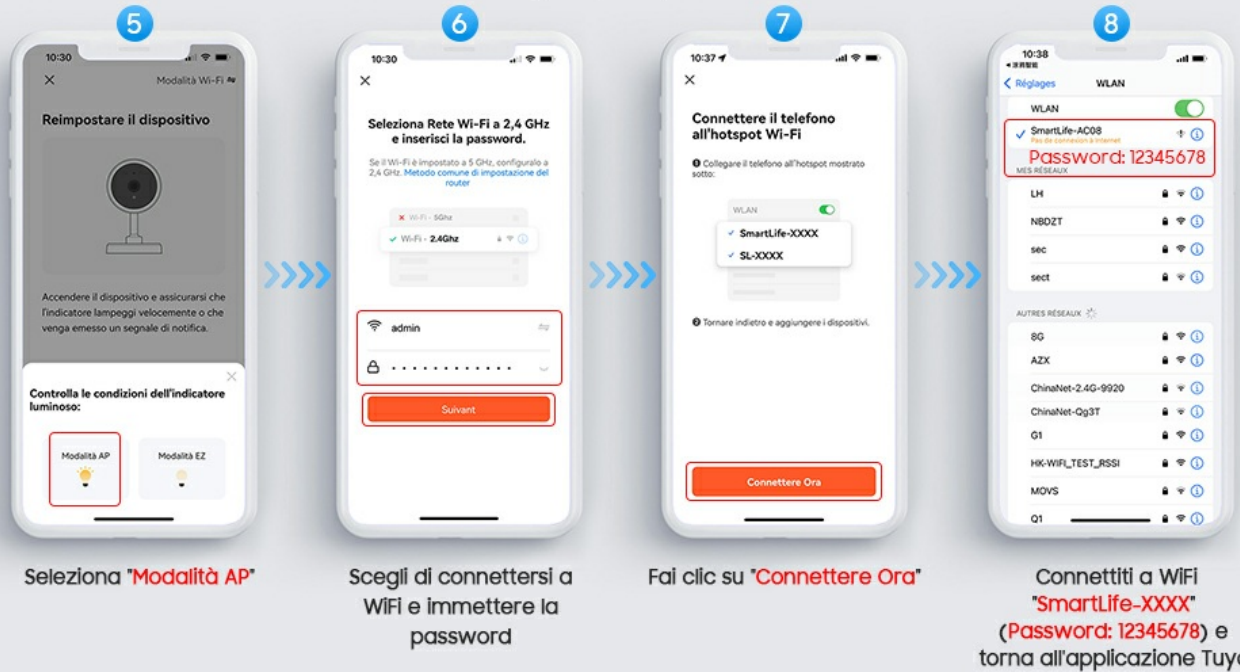 5
10:30
Modalità Wi-Fi
Reimpostare il dispositivo
Accendere il dispositivo e assicurarsi che
l'indicatore lampeggi velocemente o che
venga emesso un segnale di notifica.
Controlla le condizioni dell'indicatore
luminoso:
Modalità AP
Modalità EZ
Seleziona "Modalità AP"
6
10:30
Seleziona Rete Wi-Fi a 2,4 GHz
e inserisci la password.
Se il Wi-Fi è impostato a 5 GHz, configuralo a
2,4 GHz. Metodo comune di impostazione del
router
Wi-Fi - 5Ghz
Wi-Fi - 2.4Ghz
admin
Suivant
Scegli di connettersi a
WiFi e immettere la
password
7
10:37
Connettere il telefono
all'hotspot Wi-Fi
❶ Collegare il telefono all'hotspot mostrato
sotto:
WLAN
SmartLife-XXXX
SL-XXXX
❷ Tornare indietro e aggiungere i dispositivi.
Connettere Ora
Fai clic su "Connettere Ora"
8
10:38
Réglages
WLAN
WLAN
SmartLife-AC08
Pas de connexion à internet
Password: 12345678
MES RÉSEAUX
LH
NBDZT
sec
sect
AUTRES RÉSEAUX
8G
AZX
ChinaNet-2.4G-9920
ChinaNet-Qg3T
G1
HK-WIFI_TEST_RSSI
MOVS
Q1
Connettiti a WiFi
"SmartLife-XXXX"
(Password: 12345678) e
torna all'applicazione Tuya